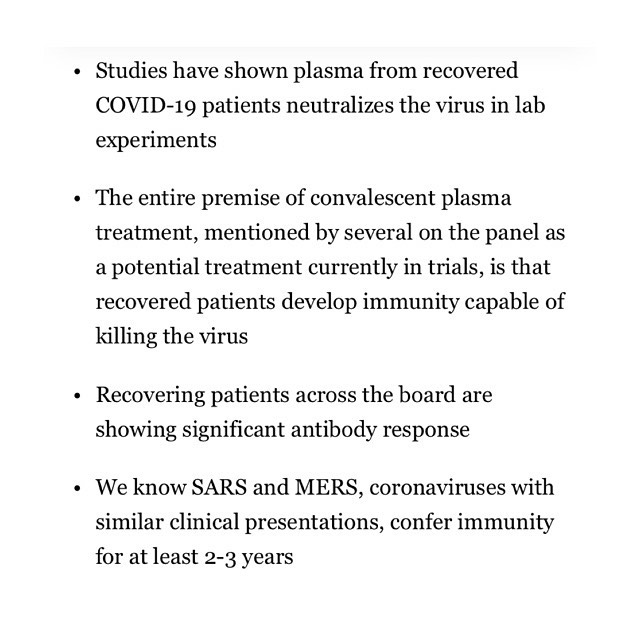 • Studies have shown plasma from recovered
COVID-19 patients neutralizes the virus in lab
experiments
• The entire premise of convalescent plasma
treatment, mentioned by several on the panel as
a potential treatment currently in trials, is that
recovered patients develop immunity capable of
killing the virus
• Recovering patients across the board are
showing significant antibody response
• We know SARS and MERS, coronaviruses with
similar clinical presentations, confer immunity
for at least 2-3 years